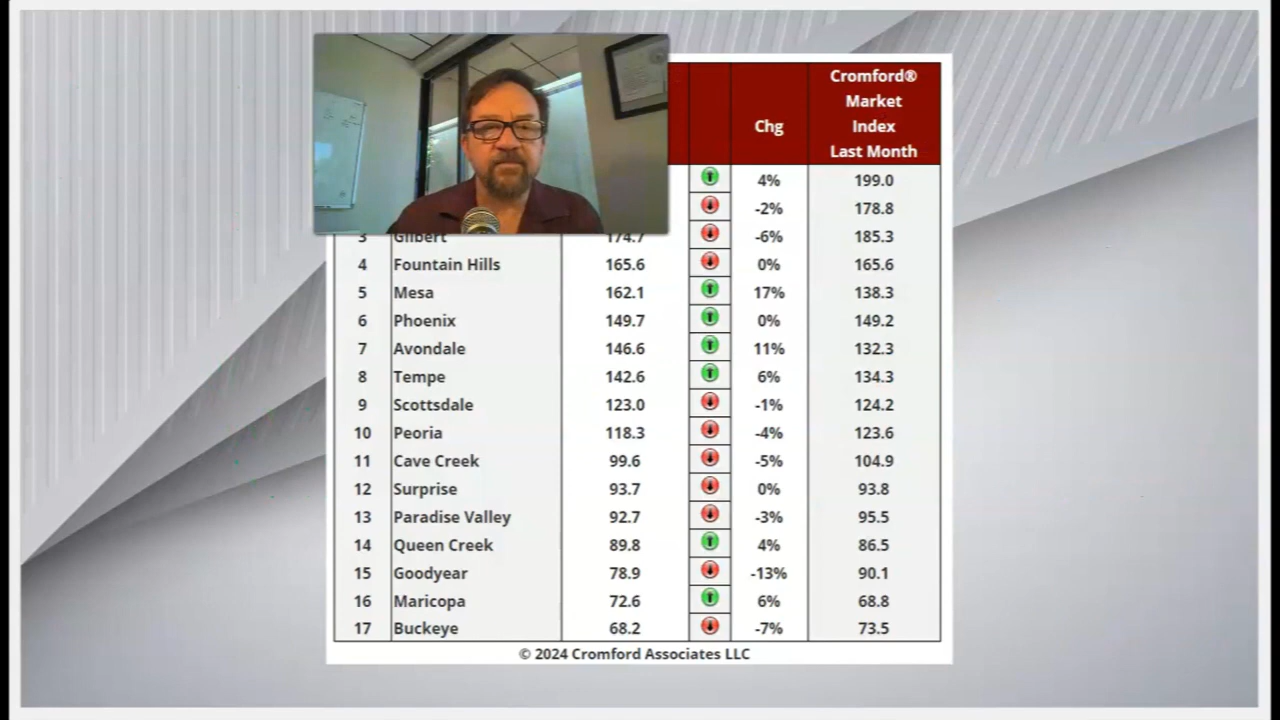 Chg
Cromford®
Market
Index
Last Month
4% 199.0
-2% 178.8
3 Gilbert 174.7 -6% 185.3
4 Fountain Hills 165.6 0% 165.6
5 Mesa 162.1 17% 138.3
6 Phoenix 149.7 0% 149.2
7 Avondale 146.6 11% 132.3
8 Tempe 142.6 6% 134.3
9 Scottsdale 123.0 -1% 124.2
10 Peoria 118.3 -4% 123.6
11 Cave Creek 99.6 -5% 104.9
12 Surprise 93.7 0% 93.8
13 Paradise Valley 92.7 -3% 95.5
14 Queen Creek 89.8 4% 86.5
15 Goodyear 78.9 -13% 90.1
16 Maricopa 72.6 6% 68.8
17 Buckeye 68.2 -7% 73.5
© 2024 Cromford Associates LLC